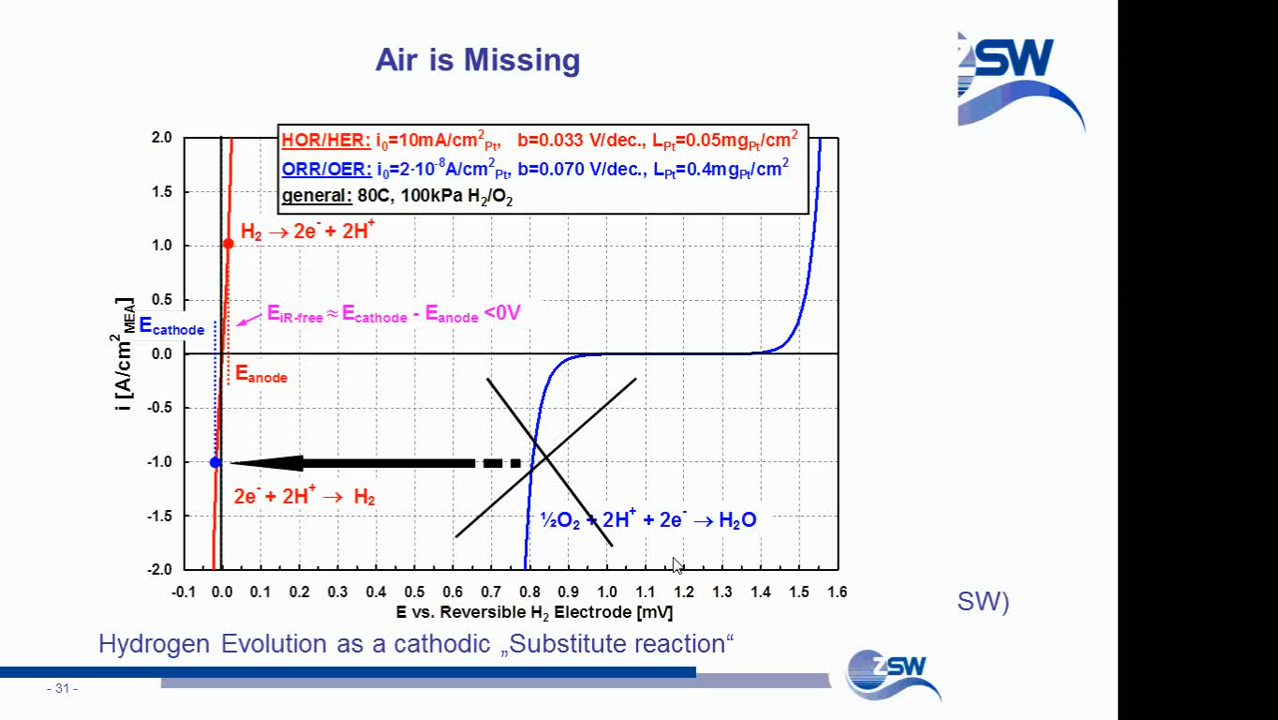 Air is Missing
ZSW
HOR/HER: i₀=10mA/cm²Pt, b=0.033 V/dec., LPt=0.05mgPt/cm²
ORR/OER: i₀=2·10⁻⁸A/cm²Pt, b=0.070 V/dec., LPt=0.4mgPt/cm²
general: 80C, 100kPa H₂/O₂
2.0
1.5
1.0
0.5
0.0
-0.5
-1.0
-1.5
-2.0
i [A/cm²MEA]
H₂ → 2e⁻ + 2H⁺
EiR-free ≈ Ecathode - Eanode <0V
Ecathode
Eanode
2e⁻ + 2H⁺ → H₂
½O₂ + 2H⁺ + 2e⁻ → H₂O
-0.1 0.0 0.1 0.2 0.3 0.4 0.5 0.6 0.7 0.8 0.9 1.0 1.1 1.2 1.3 1.4 1.5 1.6
E vs. Reversible H₂ Electrode [mV]
SW)
Hydrogen Evolution as a cathodic „Substitute reaction“
- 31 -
ZSW